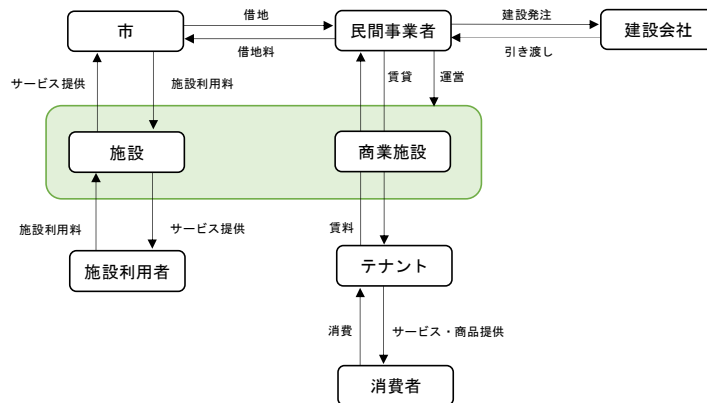 市
借地
借地料
民間事業者
建設発注
引き渡し
建設会社
サービス提供
施設利用料
賃貸
運営
施設
商業施設
施設利用料
サービス提供
賃料
施設利用者
テナント
消費
サービス・商品提供
消費者